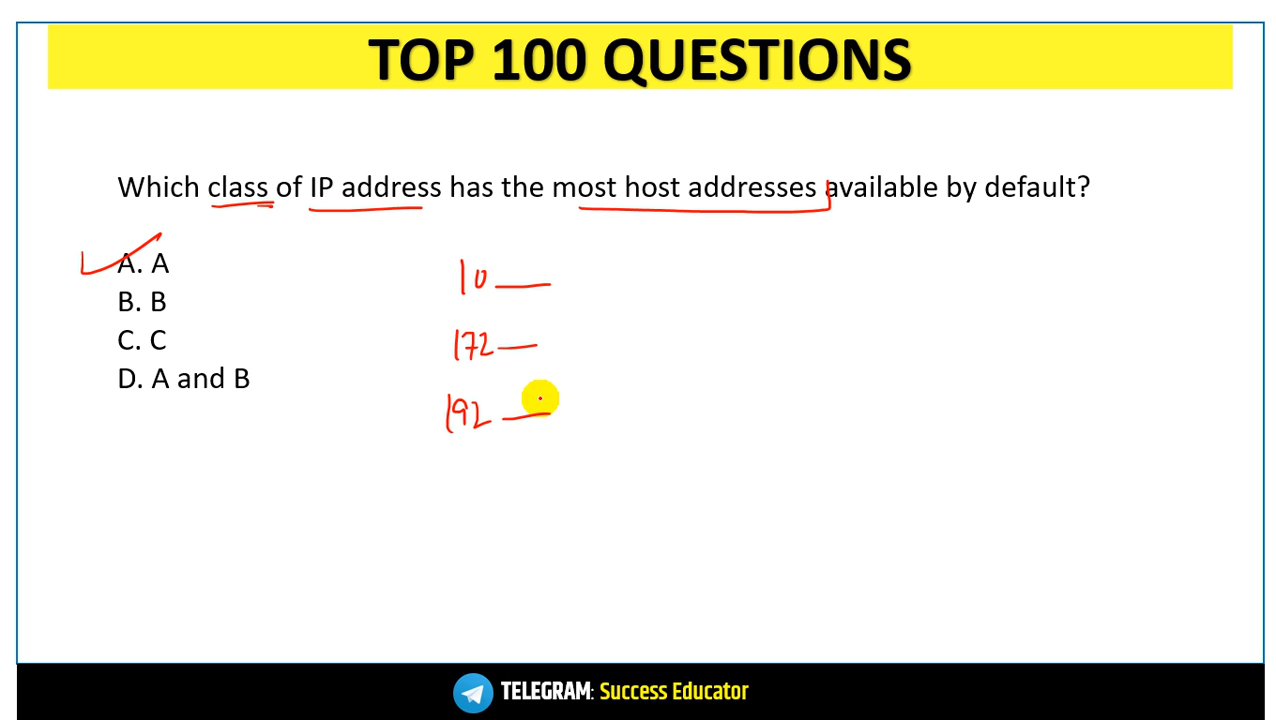 TOP 100 QUESTIONS
Which class of IP address has the most host addresses available by default?
A. A
B. B
C. C
D. A and B
10
172
192
TELEGRAM: Success Educator